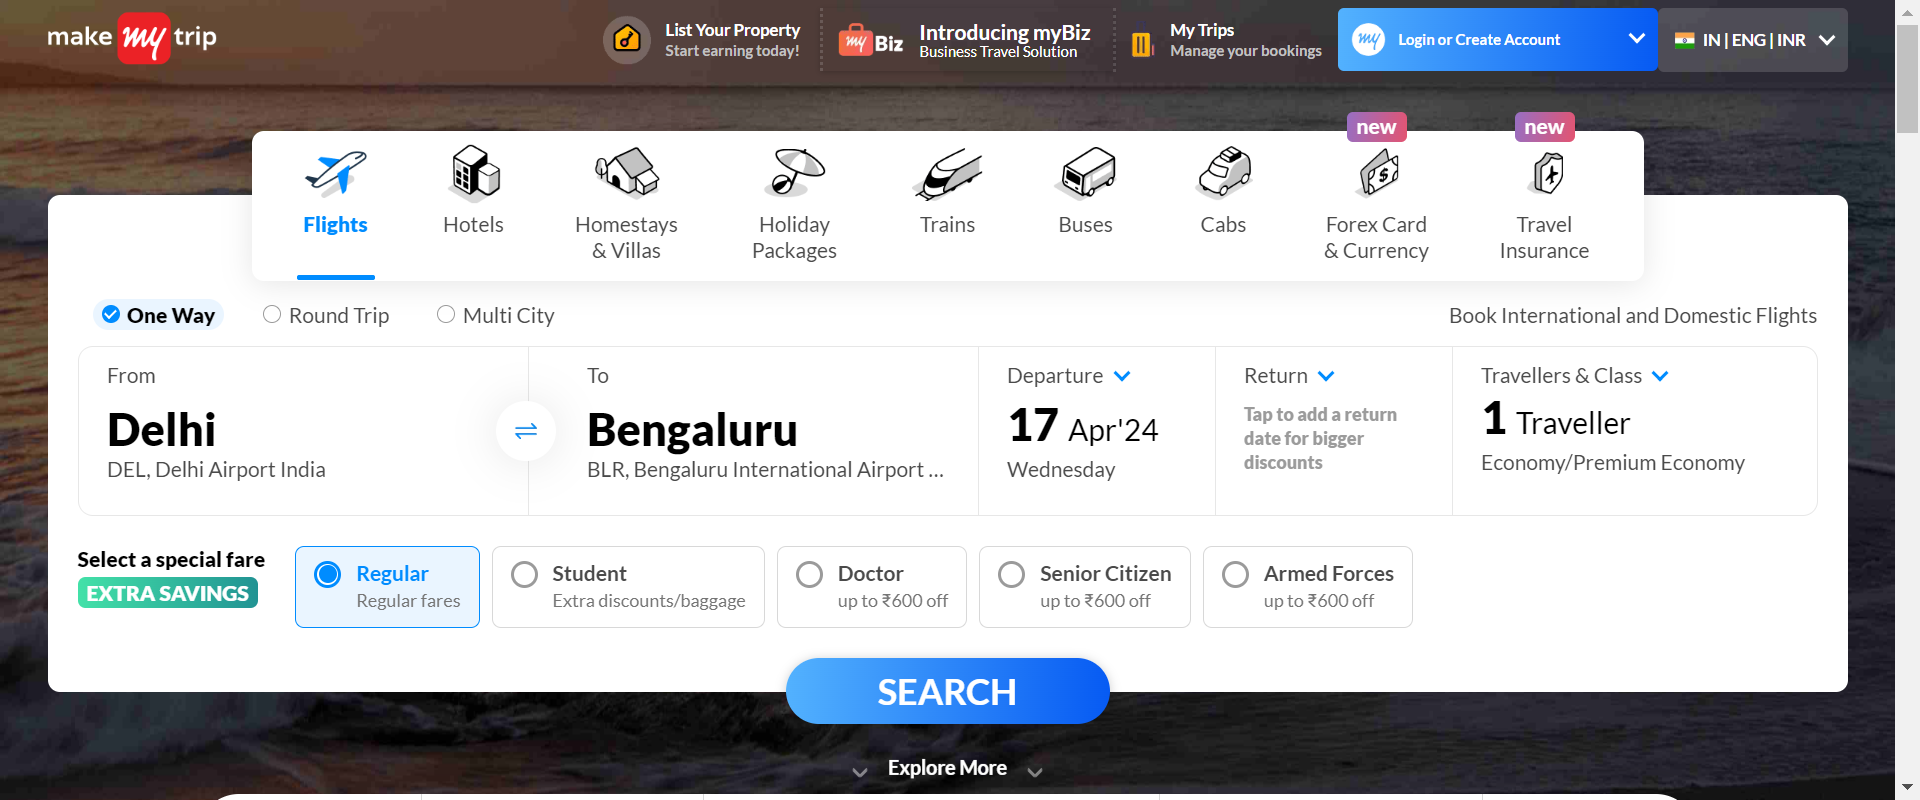 make my trip
List Your Property
Start earning today!
my Biz
Introducing myBiz
Business Travel Solution
My Trips
Manage your bookings
my
Login or Create Account
IN | ENG | INR
new
new
Flights
Hotels
Homestays
& Villas
Holiday
Packages
Trains
Buses
Cabs
Forex Card
& Currency
Travel
Insurance
One Way
Round Trip
Multi City
Book International and Domestic Flights
From
Delhi
DEL, Delhi Airport India
To
Bengaluru
BLR, Bengaluru International Airport ...
Departure
17 Apr'24
Wednesday
Return
Tap to add a return
date for bigger
discounts
Travellers & Class
1 Traveller
Economy/Premium Economy
Select a special fare
EXTRA SAVINGS
Regular
Regular fares
Student
Extra discounts/baggage
Doctor
up to ₹600 off
Senior Citizen
up to ₹600 off
Armed Forces
up to ₹600 off
SEARCH
Explore More